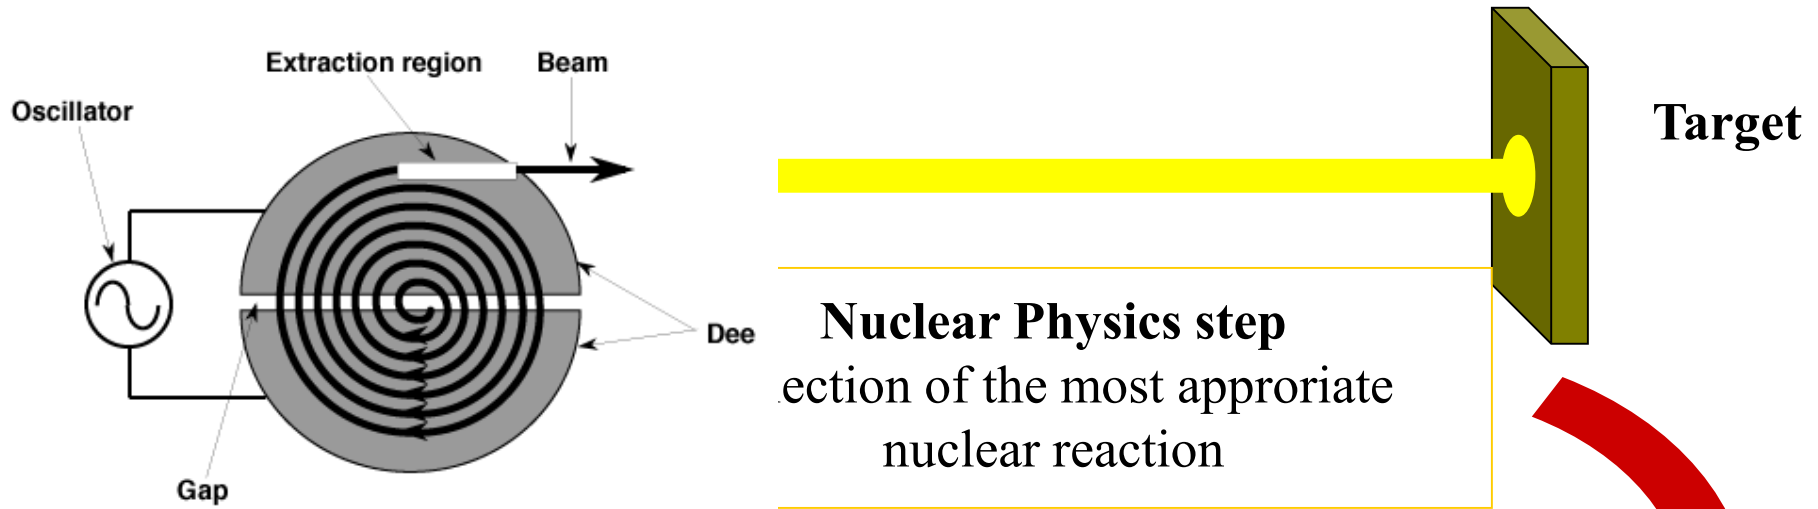 Extraction region
Beam
Oscillator
Target
Dee
Gap
Nuclear Physics step
ection of the most approriate
nuclear reaction